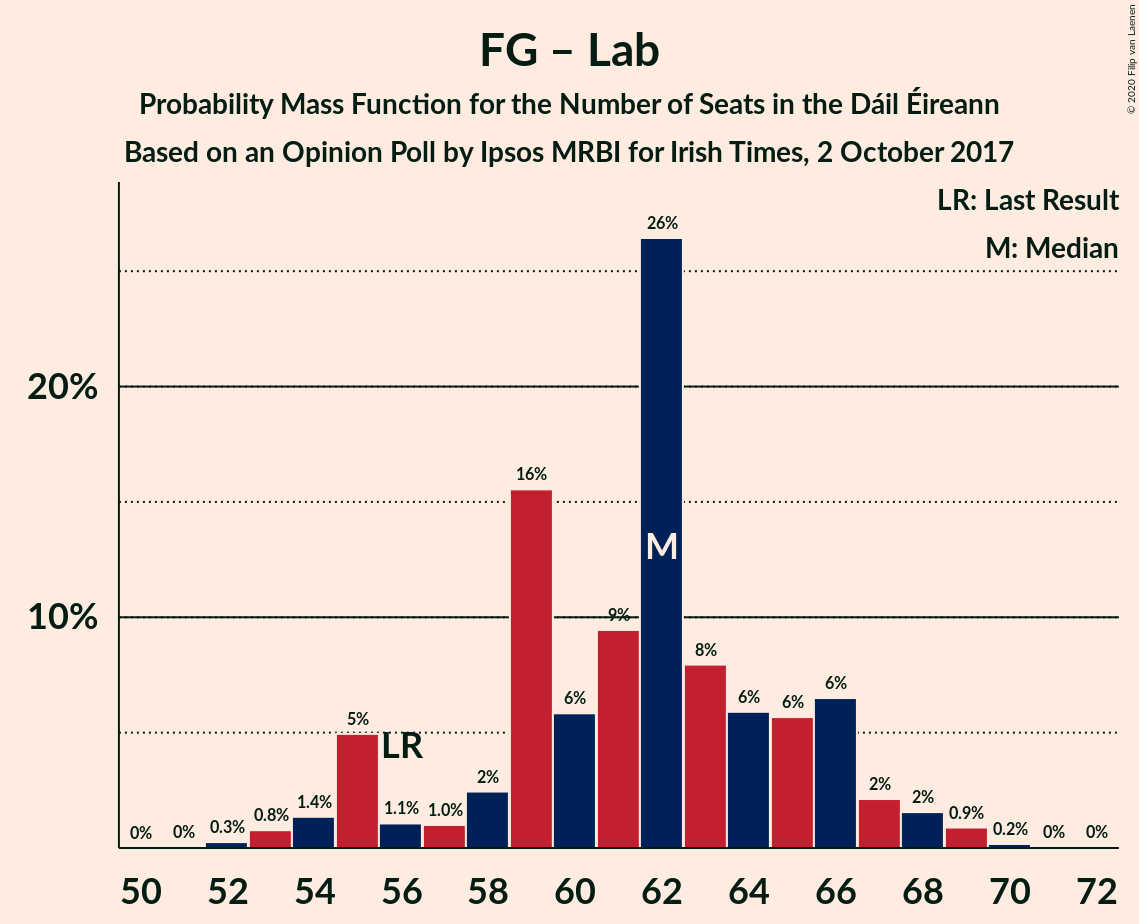 FG – Lab
Probability Mass Function for the Number of Seats in the Dáil Éireann
Based on an Opinion Poll by Ipsos MRBI for Irish Times, 2 October 2017
© 2020 Filip van Laenen
LR: Last Result
M: Median
26%
20%
16%
M
10%
9%
8%
6%
6%
6%
6%
5%
LR
2%
2%
2%
1.4%
1.1%
1.0%
0.9%
0.8%
0.3%
0.2%
0%
0%
0%
0%
50 52 54 56 58 60 62 64 66 68 70 72